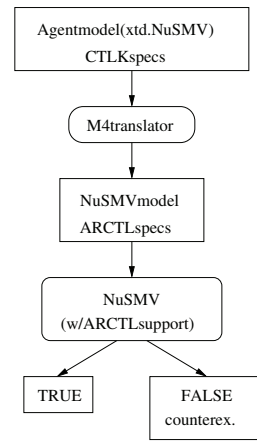 Agentmodel(xtd.NuSMV)
CTLKspecs
M4translator
NuSMVmodel
ARCTLspecs
NuSMV
(w/ARCTLsupport)
TRUE
FALSE
counterex.